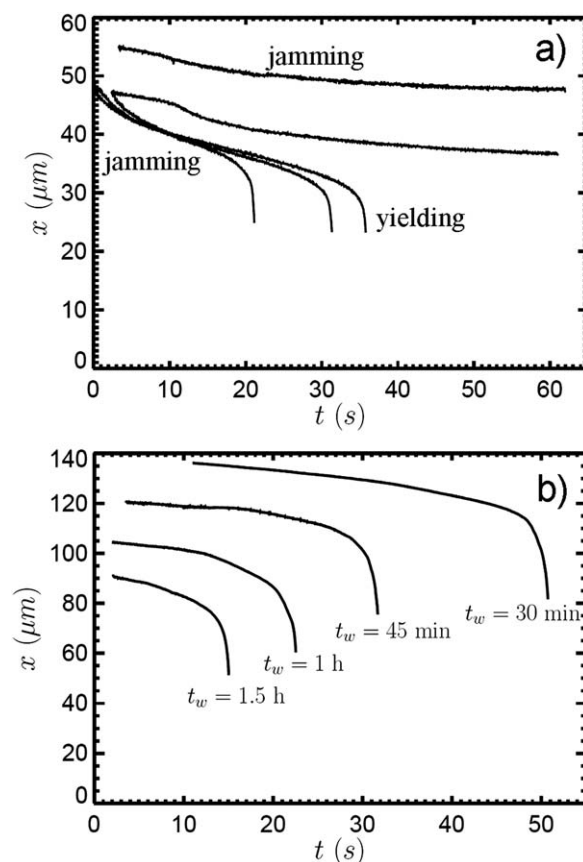 60
50
40
30
20
10
0
x (μm)
a)
jamming
jamming
yielding
0 10 20 30 40 50 60
t (s)
140
120
100
80
60
40
20
0
x (μm)
b)
t_w = 30 min
t_w = 45 min
t_w = 1 h
t_w = 1.5 h
0 10 20 30 40 50
t (s)